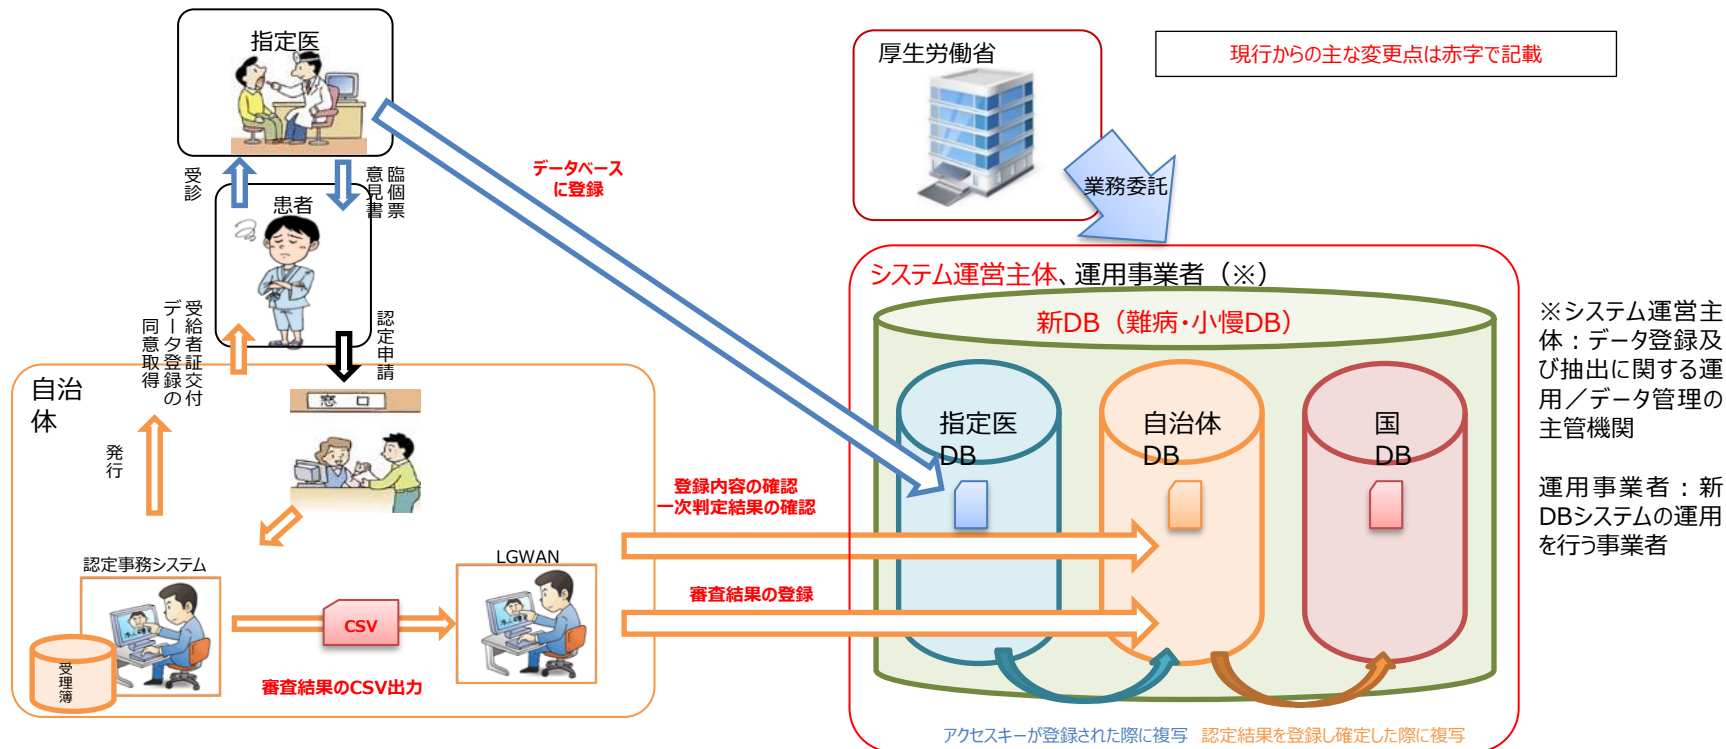 指定医
厚生労働省
現行からの主な変更点は赤字で記載
受診
臨個票
意見書
データベース
に登録
業務委託
患者
システム運営主体、運用事業者（※）
新DB（難病・小慢DB）
受給者証交付
データ登録の
同意取得
認定申請
※システム運営主
体：データ登録及
び抽出に関する運
用／データ管理の
主管機関
運用事業者：新
DBシステムの運用
を行う事業者
自治
体
窓口
発行
指定医
DB
自治体
DB
国
DB
登録内容の確認
一次判定結果の確認
認定事務システム
LGWAN
審査結果の登録
CSV
受理簿
審査結果のCSV出力
アクセスキーが登録された際に複写
認定結果を登録し確定した際に複写